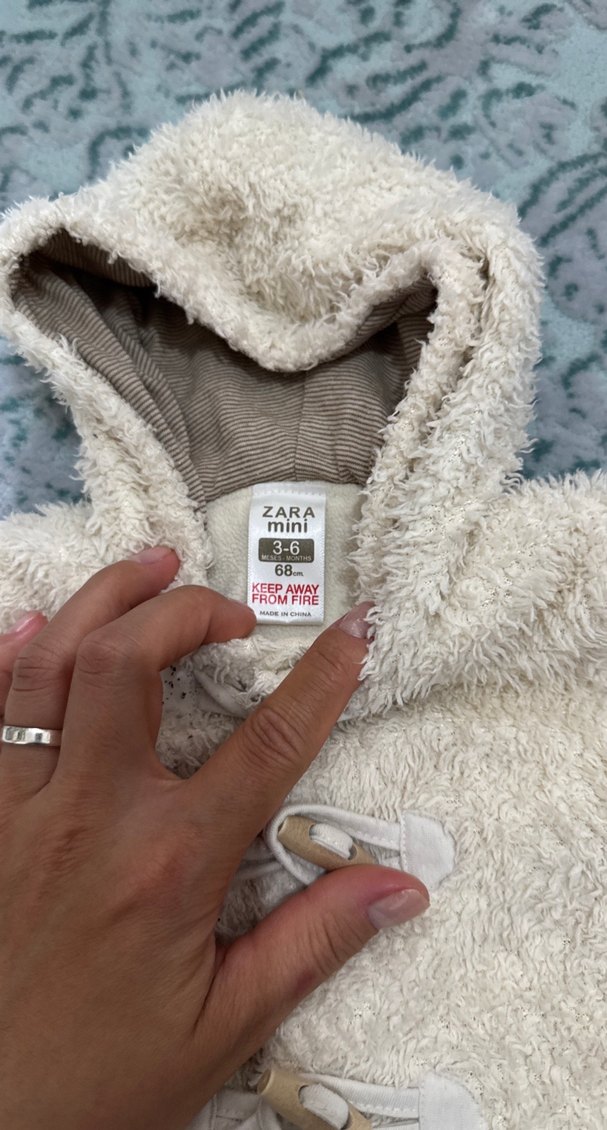 ZARA
mini
3-6
MESES - MONTHS
68cm.
KEEP AWAY
FROM FIRE
MADE IN CHINA